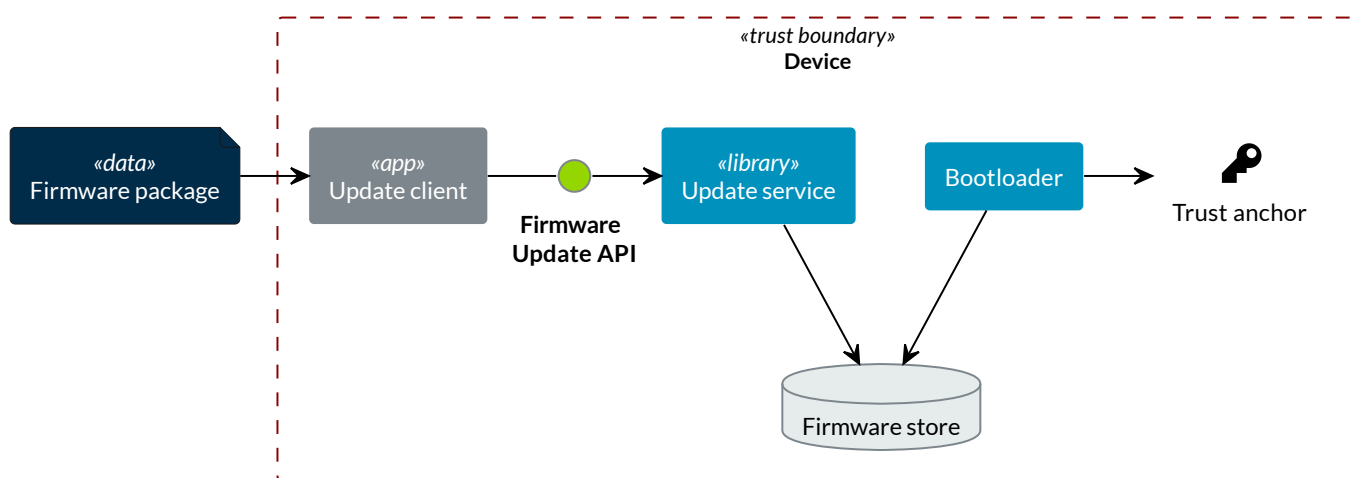 «trust boundary»
Device
«data»
Firmware package
«app»
Update client
Firmware
Update API
«library»
Update service
Bootloader
Trust anchor
Firmware store